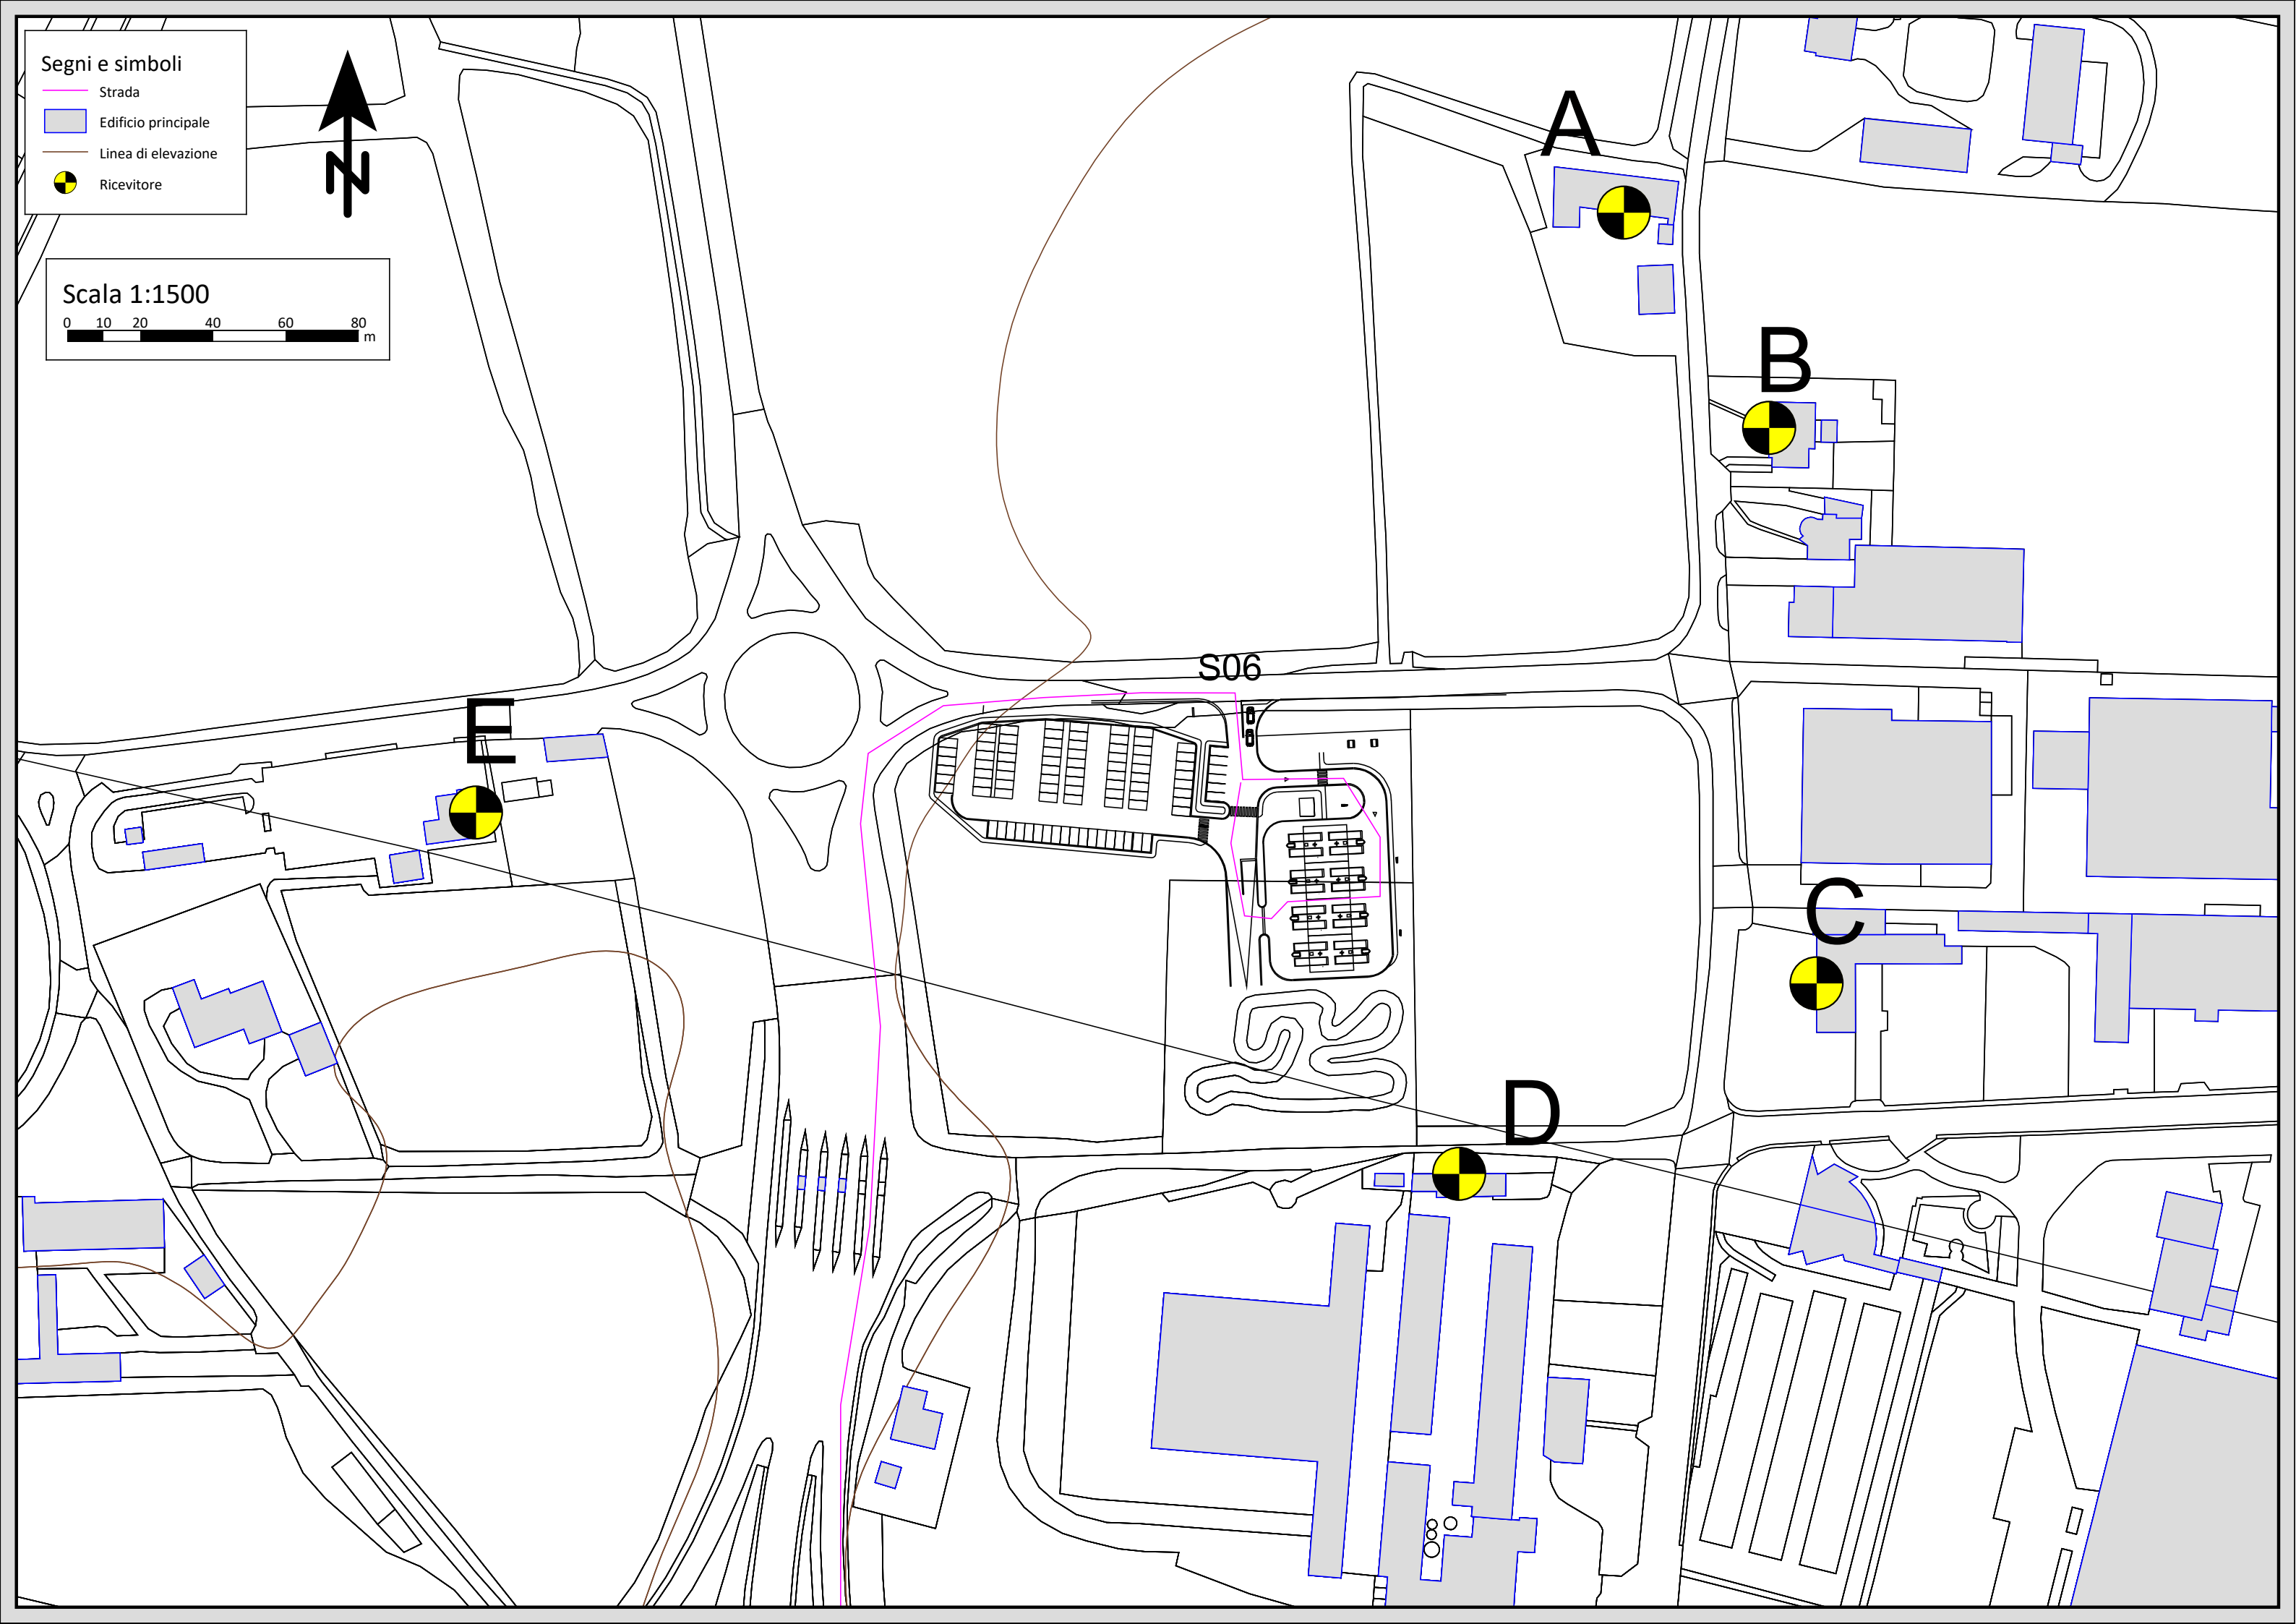 Segni e simboli
Strada
Edificio principale
Linea di elevazione
Ricevitore
N
Scala 1:1500
0 10 20 40 60 80
m
A
B
S06
E
C
D